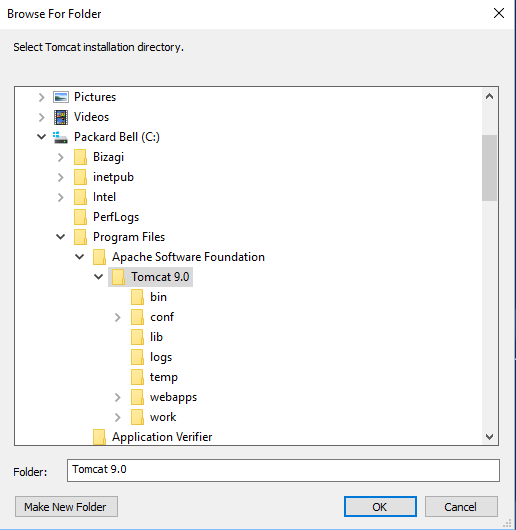 Browse For Folder
Select Tomcat installation directory.
Pictures
Videos
Packard Bell (C:)
Bizagi
inetpub
Intel
PerfLogs
Program Files
Apache Software Foundation
Tomcat 9.0
bin
conf
lib
logs
temp
webapps
work
Application Verifier
Folder: Tomcat 9.0
Make New Folder OK Cancel